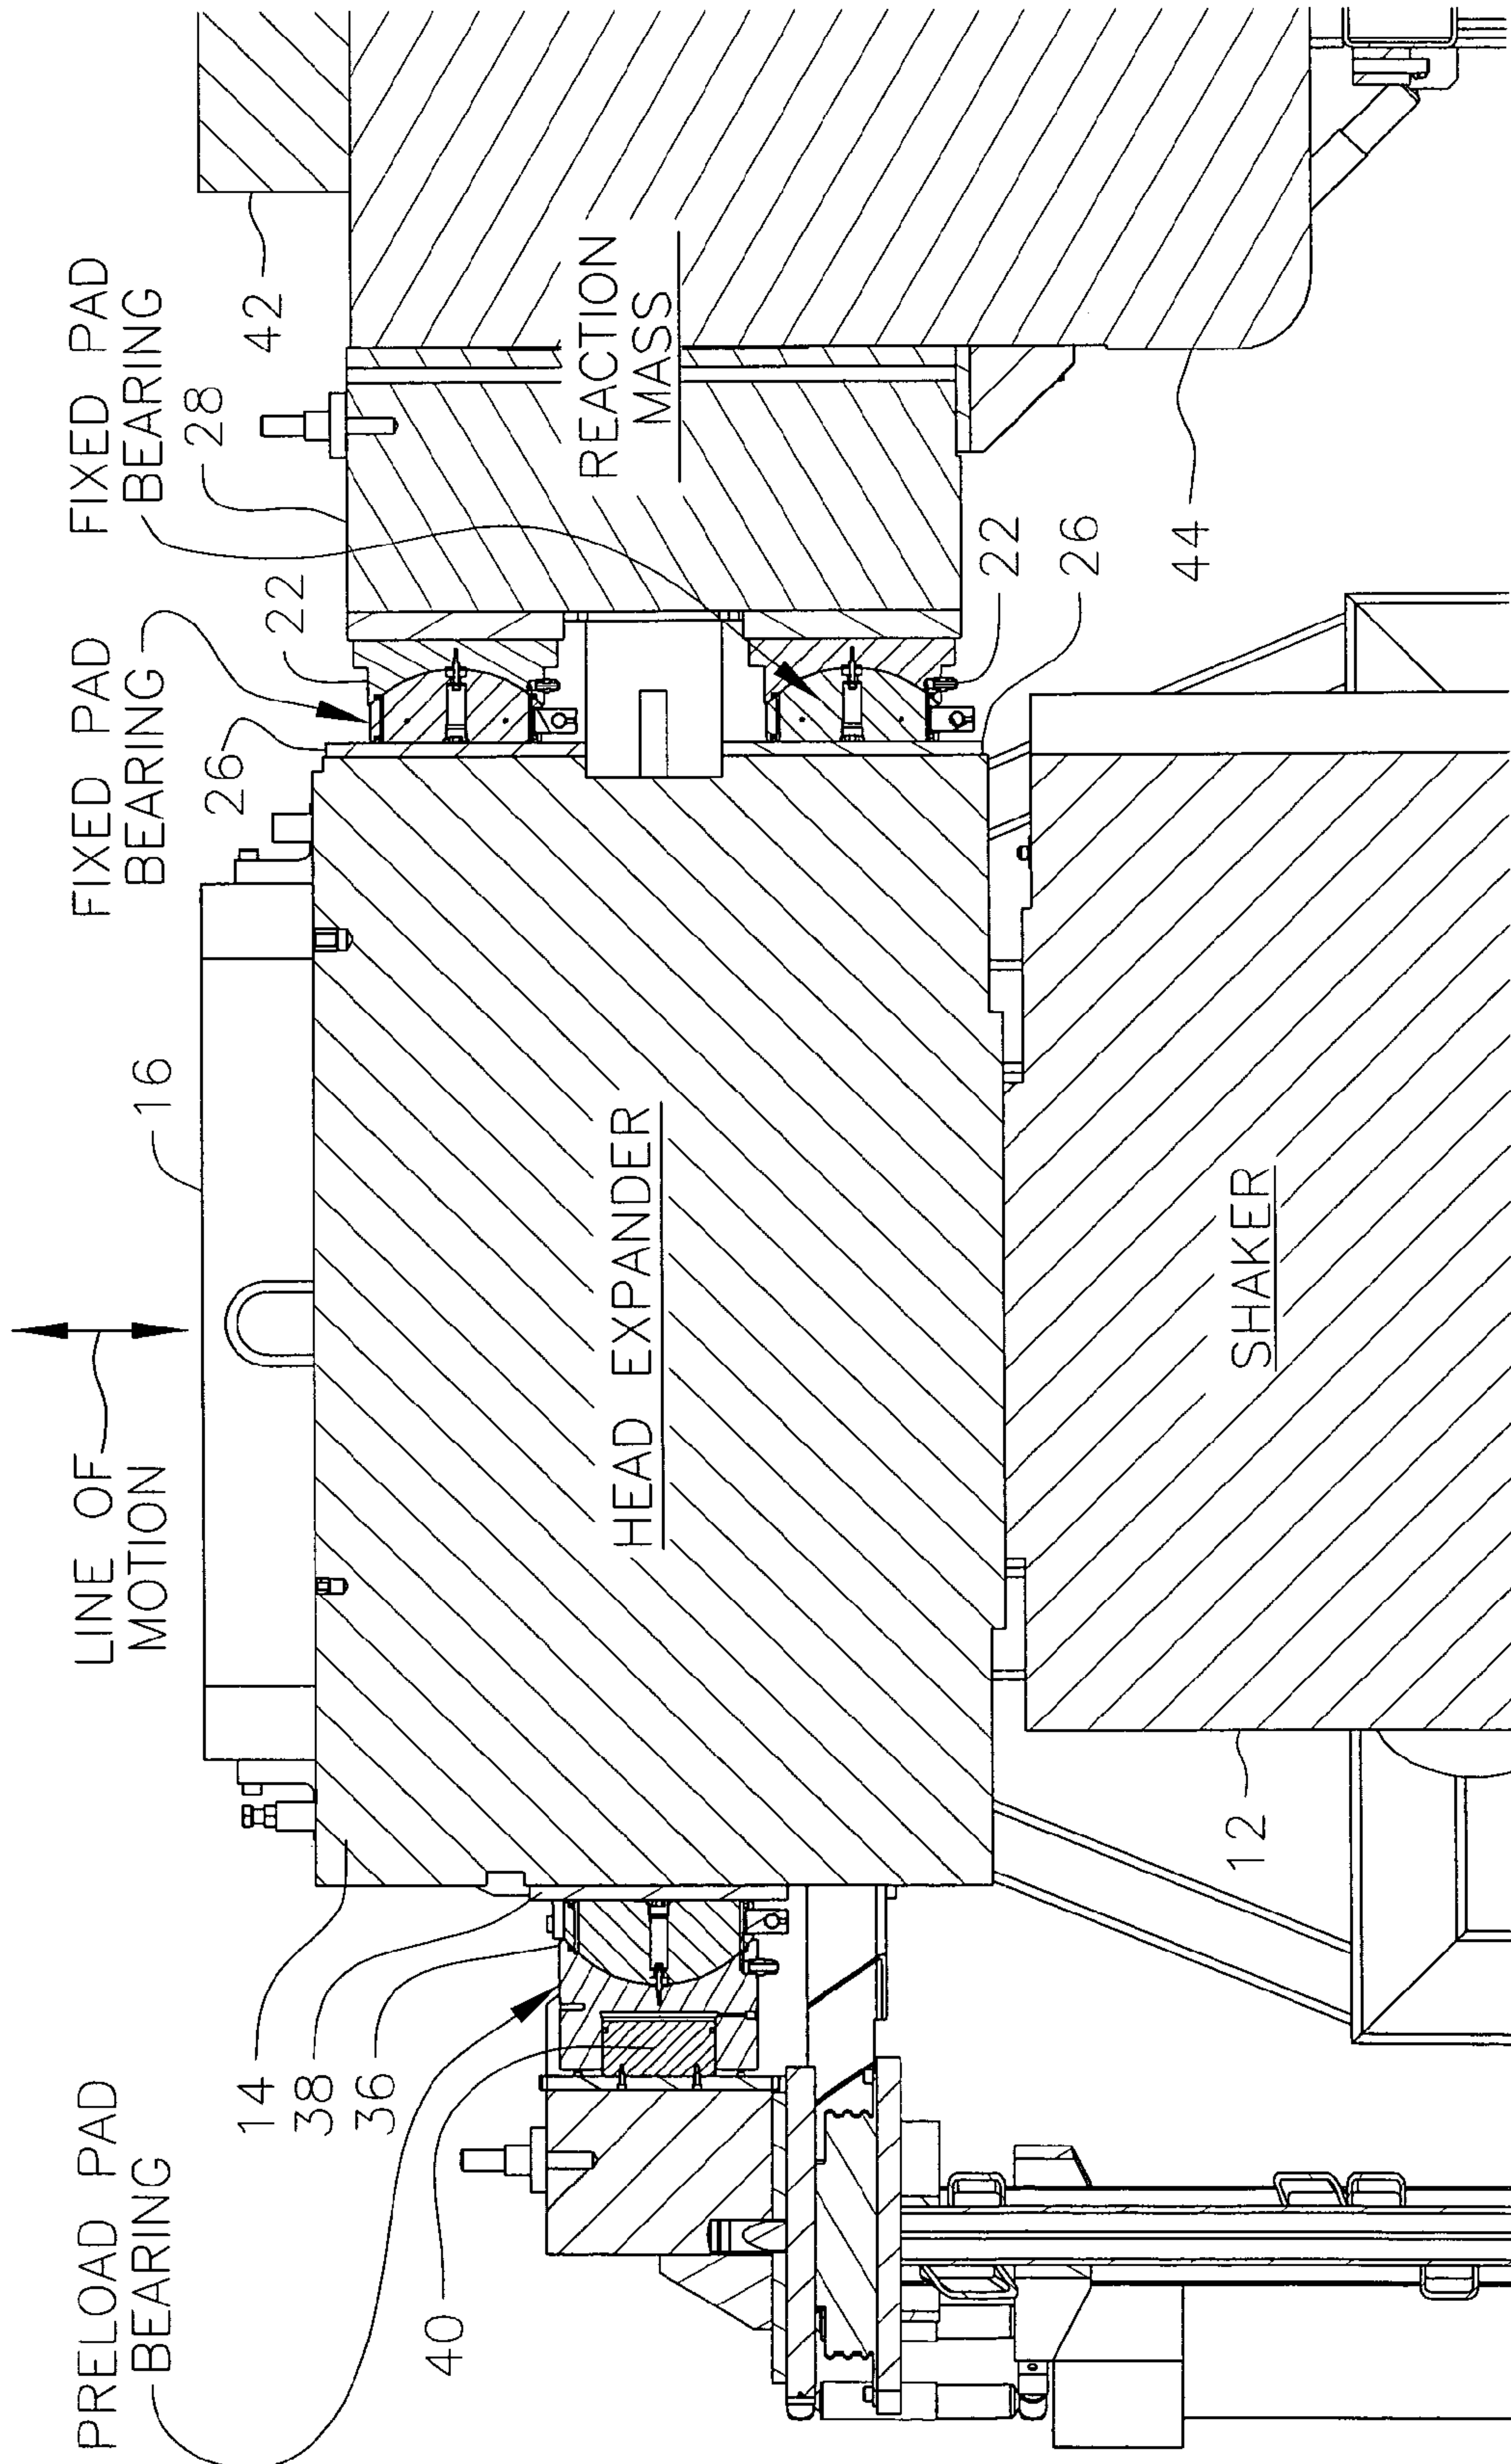 PRELOAD PAD
BEARING
LINE OF
MOTION
16
FIXED PAD
BEARING
FIXED PAD
BEARING
28
42
26
22
14
38
36
40
REACTION
MASS
HEAD EXPANDER
22
26
44
SHAKER
12